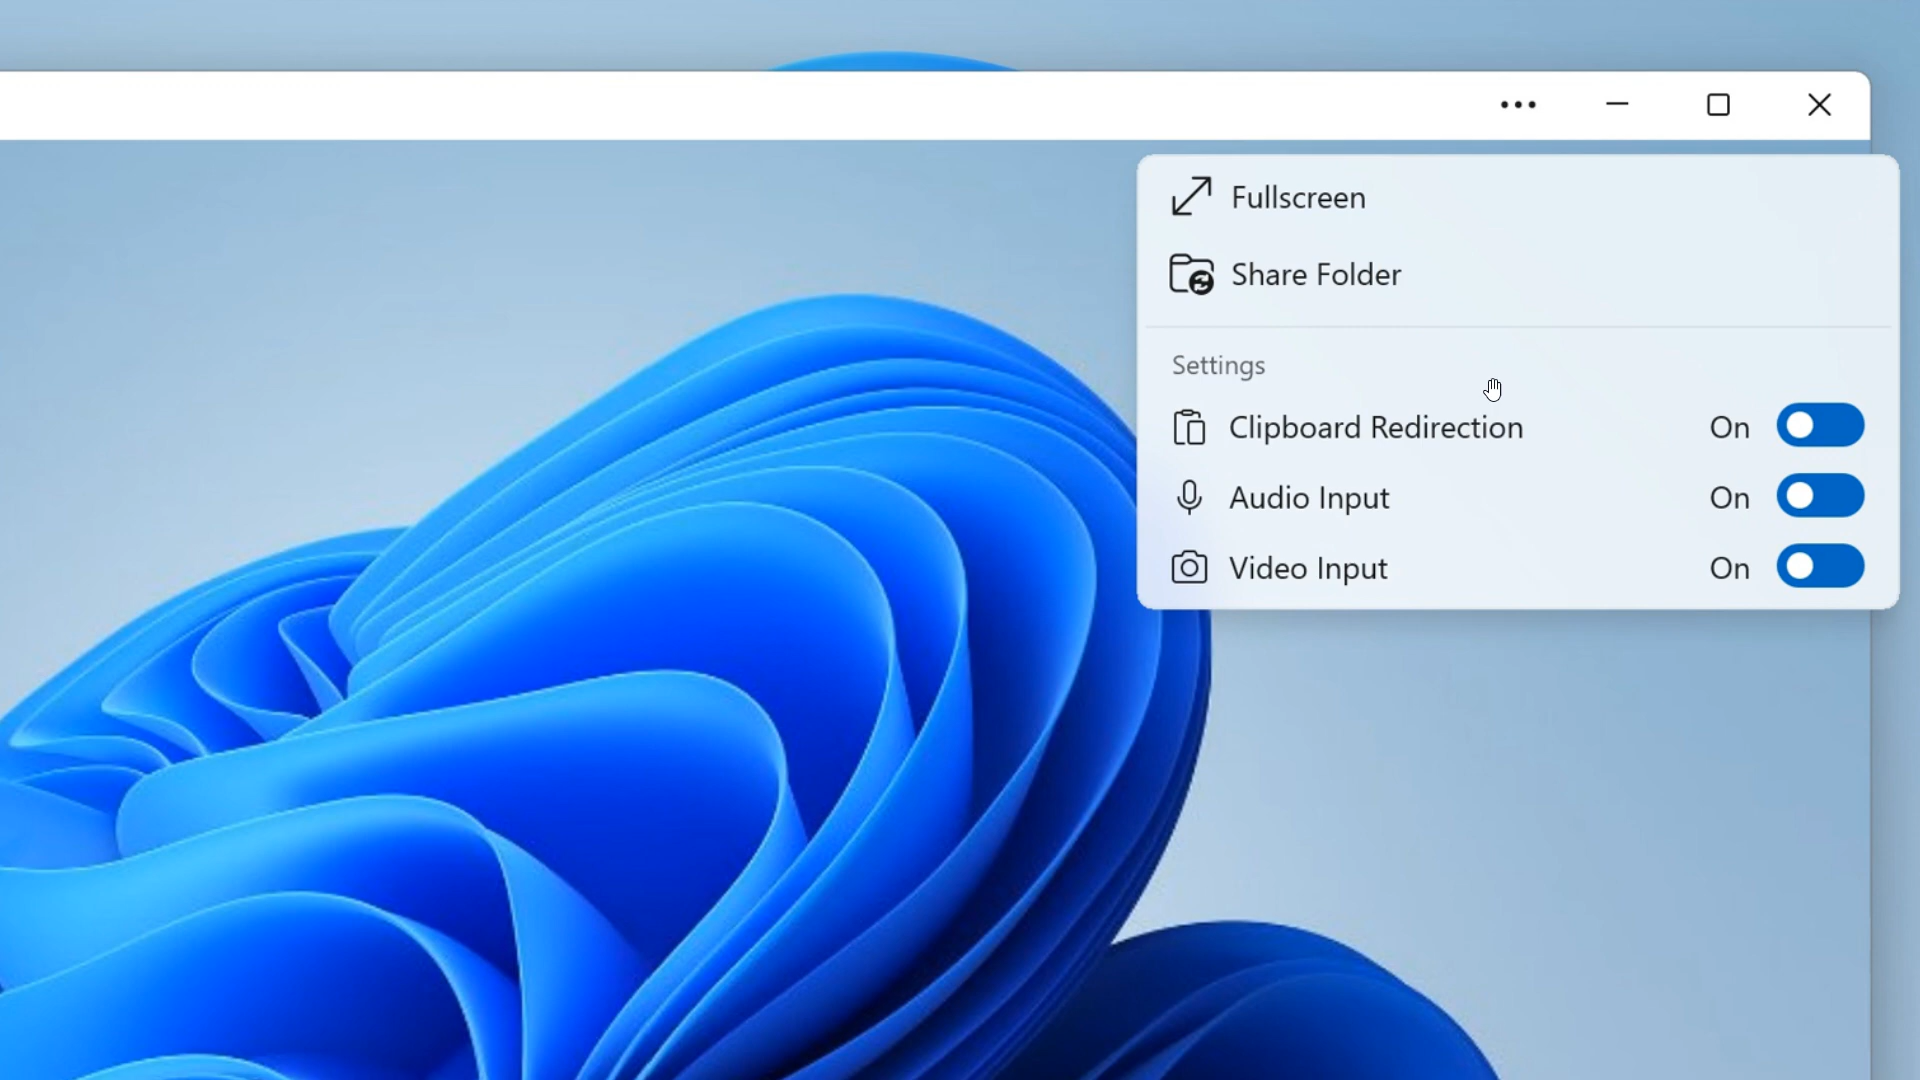 Fullscreen
Share Folder
Settings
Clipboard Redirection On
Audio Input On
Video Input On